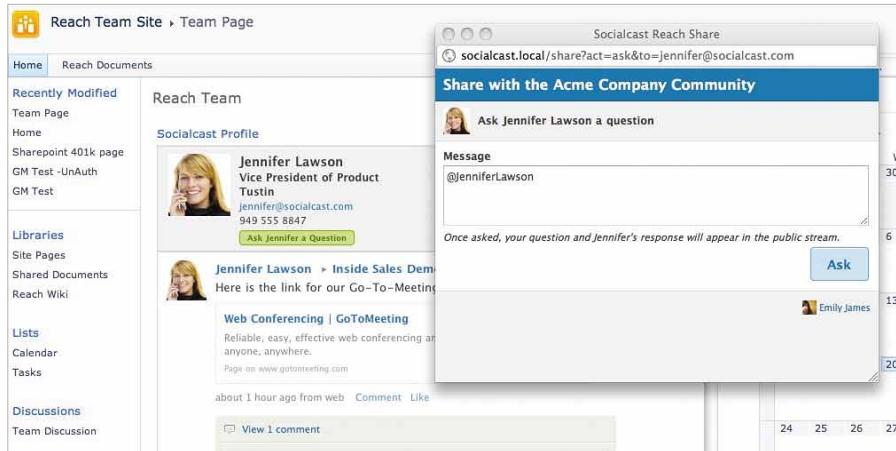 Reach Team Site ▸ Team Page
Home
Reach Documents
Recently Modified
Team Page
Home
Sharepoint 401k page
GM Test -UnAuth
GM Test
Libraries
Site Pages
Shared Documents
Reach Wiki
Lists
Calendar
Tasks
Discussions
Team Discussion
Reach Team
Socialcast Profile
Jennifer Lawson
Vice President of Product
Tustin
jennifer@socialcast.com
949 555 8847
Ask Jennifer a Question
Jennifer Lawson ▸ Inside Sales Dem
Here is the link for our Go-To-Meeting
Web Conferencing | GoToMeeting
Reliable, easy, effective web conferencing
anyone, anywhere.
Page on www.gotomeeting.com
about 1 hour ago from web Comment Like
View 1 comment
Socialcast Reach Share
socialcast.local/share?act=ask&to=jennifer@socialcast.com
Share with the Acme Company Community
Ask Jennifer Lawson a question
Message
@JenniferLawson
Once asked, your question and Jennifer's response will appear in the public stream.
Ask
Emily James
30
6
13
20
24 25 26 27